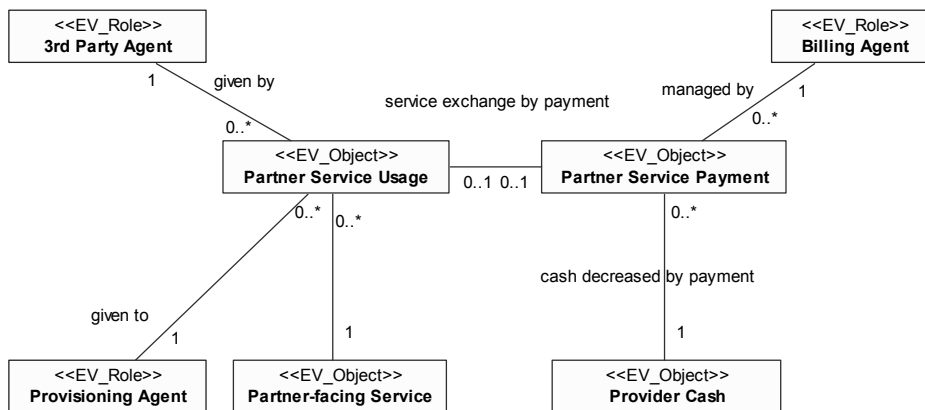 <<EV_Role>>
3rd Party Agent
<<EV_Role>>
Billing Agent
1
given by
0..*
service exchange by payment
managed by
1
0..*
<<EV_Object>>
Partner Service Usage
0..1 0..1
<<EV_Object>>
Partner Service Payment
0..*
0..*
0..*
cash decreased by payment
given to
1
1
1
<<EV_Role>>
Provisioning Agent
<<EV_Object>>
Partner-facing Service
<<EV_Object>>
Provider Cash